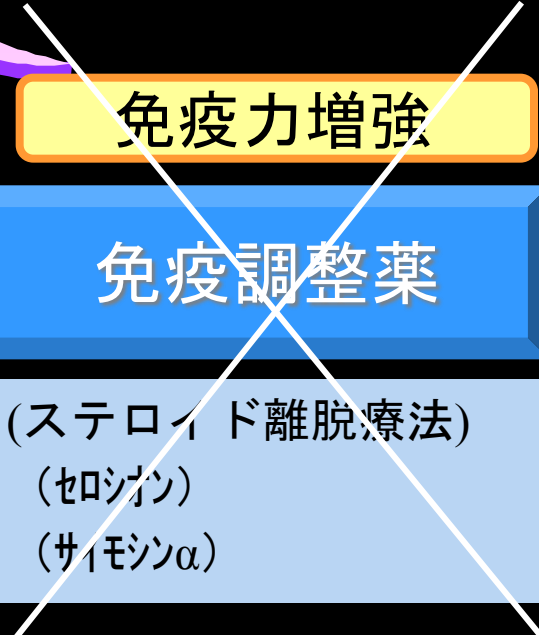 免疫力増強
免疫調整薬
(ステロイド離脱療法)
（ｾﾛｼｵﾝ）
（ｻｲﾓｼﾝα）